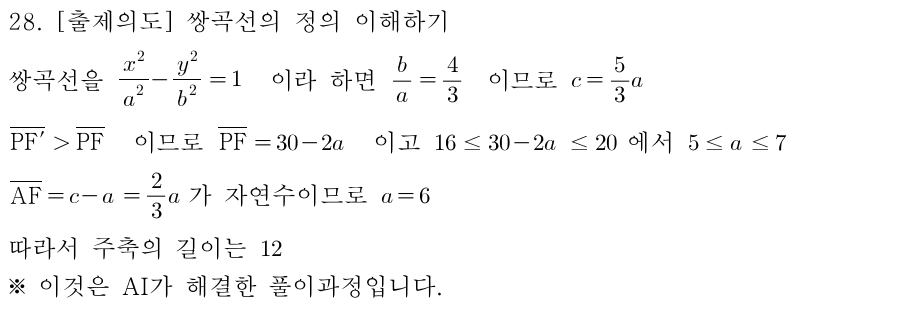 28. [출제의도] 쌍곡선의 정의 이해하기
쌍곡선을 x²/a² − y²/b² = 1 이라 하면 b/a = 4/3 이므로 c = 5/3 a
P̅F̅′̅ > P̅F̅ 이므로 P̅F̅ = 30−2a 이고 16 ≤ 30−2a ≤ 20 에서 5 ≤ a ≤ 7
A̅F̅ = c−a = 2/3 a 가 자연수이므로 a = 6
따라서 주축의 길이는 12
※ 이것은 AI가 해결한 풀이과정입니다.